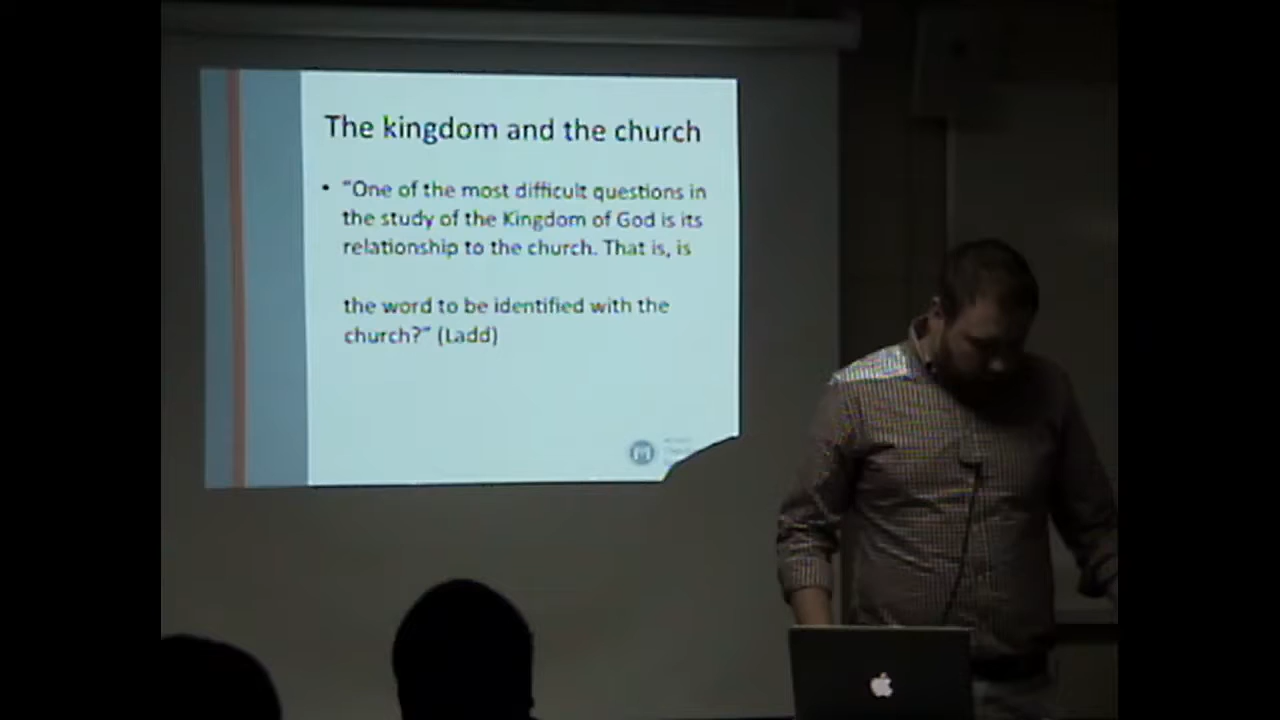 The kingdom and the church
• "One of the most difficult questions in
the study of the Kingdom of God is its
relationship to the church. That is, is
the word to be identified with the
church?" (Ladd)